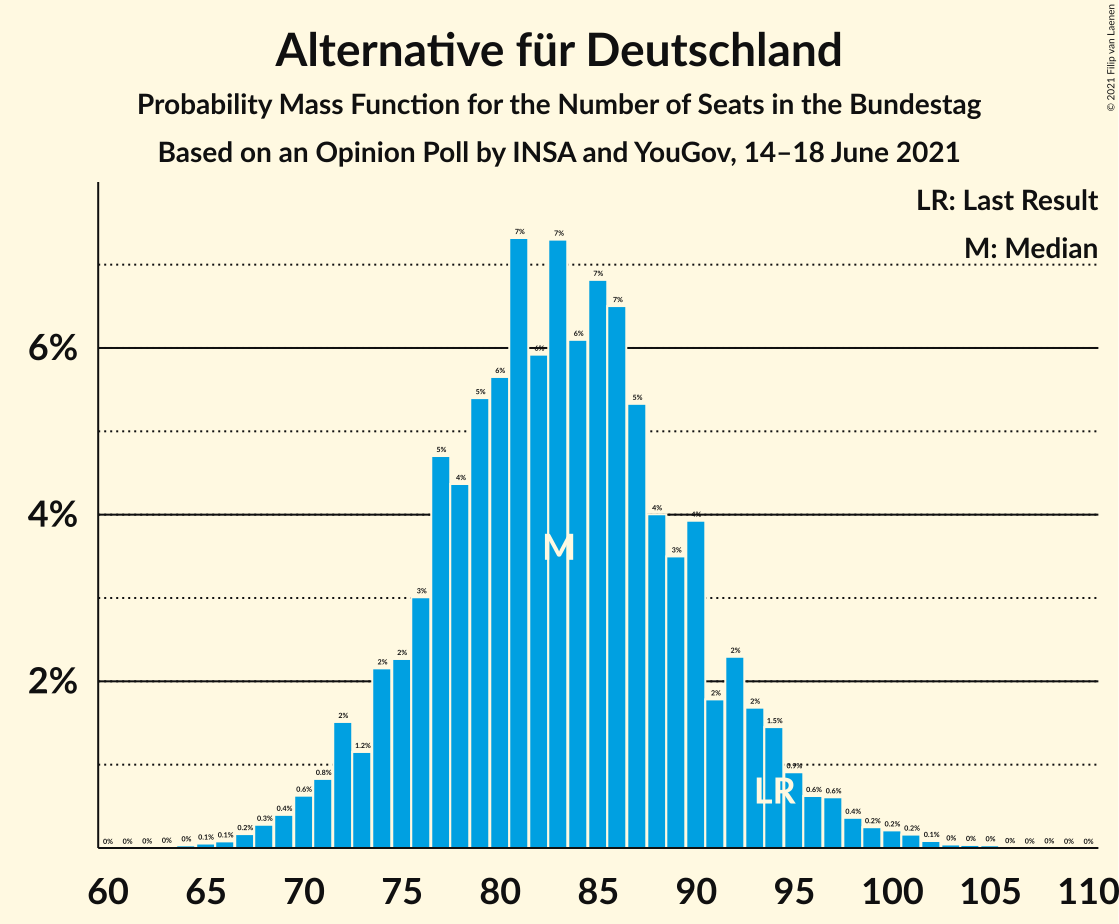 © 2021 Filip van Laenen
Alternative für Deutschland
Probability Mass Function for the Number of Seats in the Bundestag
Based on an Opinion Poll by INSA and YouGov, 14–18 June 2021
LR: Last Result
M: Median
6%
4%
2%
0% 0% 0% 0% 0% 0.1% 0.1% 0.2% 0.3% 0.4% 0.6% 0.8% 2% 1.2% 2% 2% 3% 5% 4% 5% 6% 7% 6% 7% 6% 7% 7% 5% 4% 3% 4% 2% 2% 2% 1.5% 0.9% 0.6% 0.6% 0.4% 0.2% 0.2% 0.2% 0.1% 0% 0% 0% 0% 0% 0% 0% 0%
M
LR
60 65 70 75 80 85 90 95 100 105 110